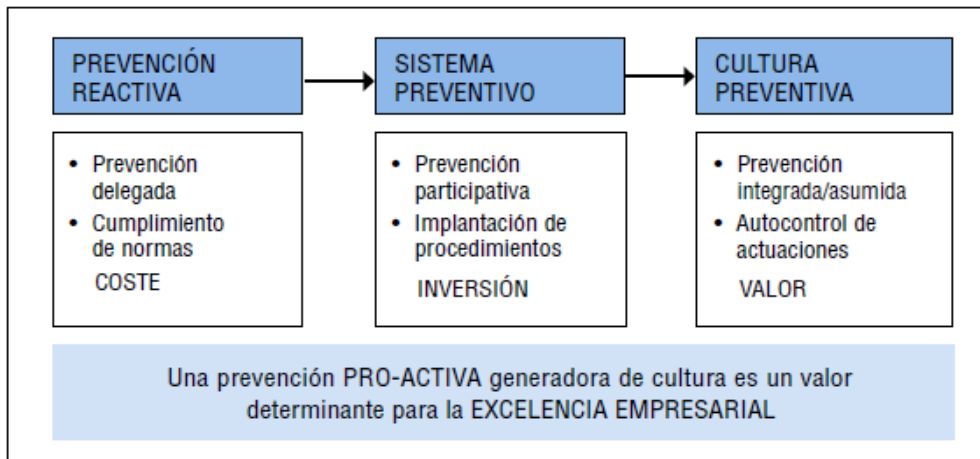 PREVENCIÓN
REACTIVA
SISTEMA
PREVENTIVO
CULTURA
PREVENTIVA
• Prevención
delegada
• Cumplimiento
de normas
COSTE
• Prevención
participativa
• Implantación de
procedimientos
INVERSIÓN
• Prevención
integrada/asumida
• Autocontrol de
actuaciones
VALOR
Una prevención PRO-ACTIVA generadora de cultura es un valor
determinante para la EXCELENCIA EMPRESARIAL